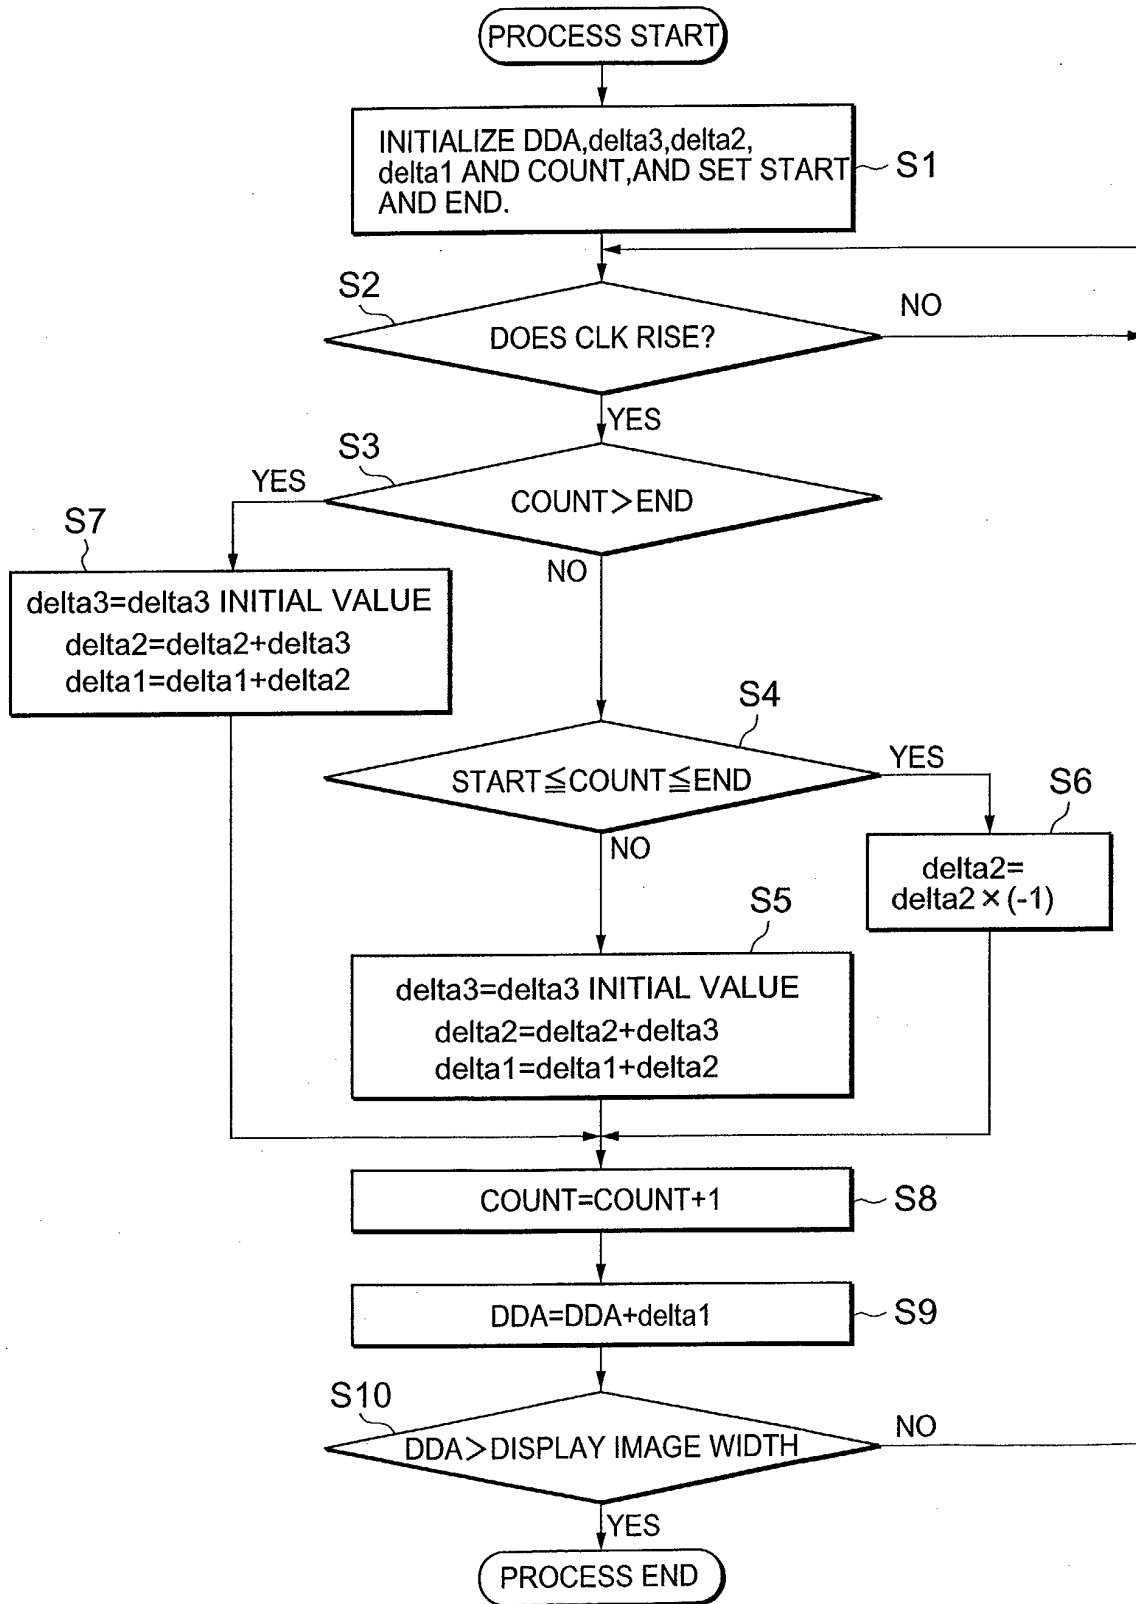 PROCESS START
INITIALIZE DDA,delta3,delta2,
delta1 AND COUNT,AND SET START
AND END.
S1
S2
DOES CLK RISE?
NO
YES
S3
YES
COUNT>END
NO
S7
delta3=delta3 INITIAL VALUE
delta2=delta2+delta3
delta1=delta1+delta2
S4
START≦COUNT≦END
YES
NO
S6
delta2=
delta2×(-1)
S5
delta3=delta3 INITIAL VALUE
delta2=delta2+delta3
delta1=delta1+delta2
COUNT=COUNT+1
S8
DDA=DDA+delta1
S9
S10
DDA>DISPLAY IMAGE WIDTH
NO
YES
PROCESS END